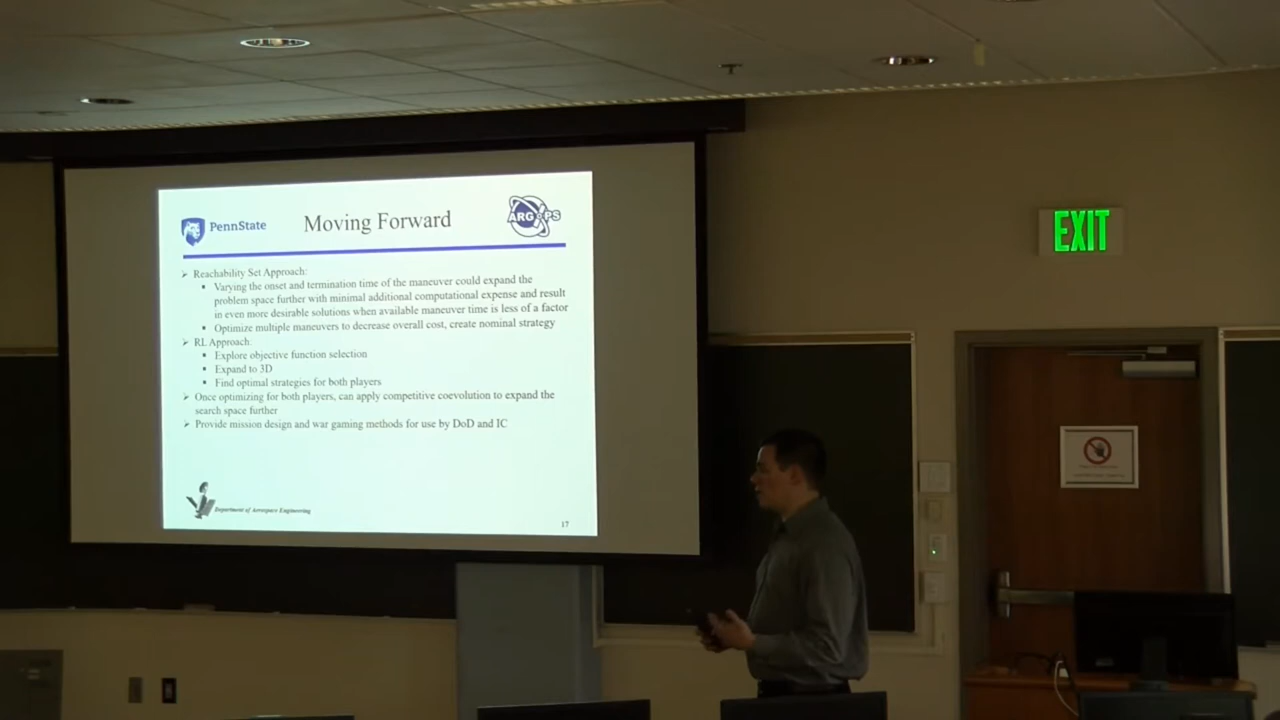 PennState
Moving Forward
ARGOPS
EXIT
➢ Reachability Set Approach:
▪ Varying the onset and termination time of the maneuver could expand the
problem space further with minimal additional computational expense and result
in even more desirable solutions when available maneuver time is less of a factor
▪ Optimize multiple maneuvers to decrease overall cost, create nominal strategy
➢ RL Approach:
▪ Explore objective function selection
▪ Expand to 3D
▪ Find optimal strategies for both players
➢ Once optimizing for both players, can apply competitive coevolution to expand the
search space further
➢ Provide mission design and war gaming methods for use by DoD and IC
Department of Aerospace Engineering
17